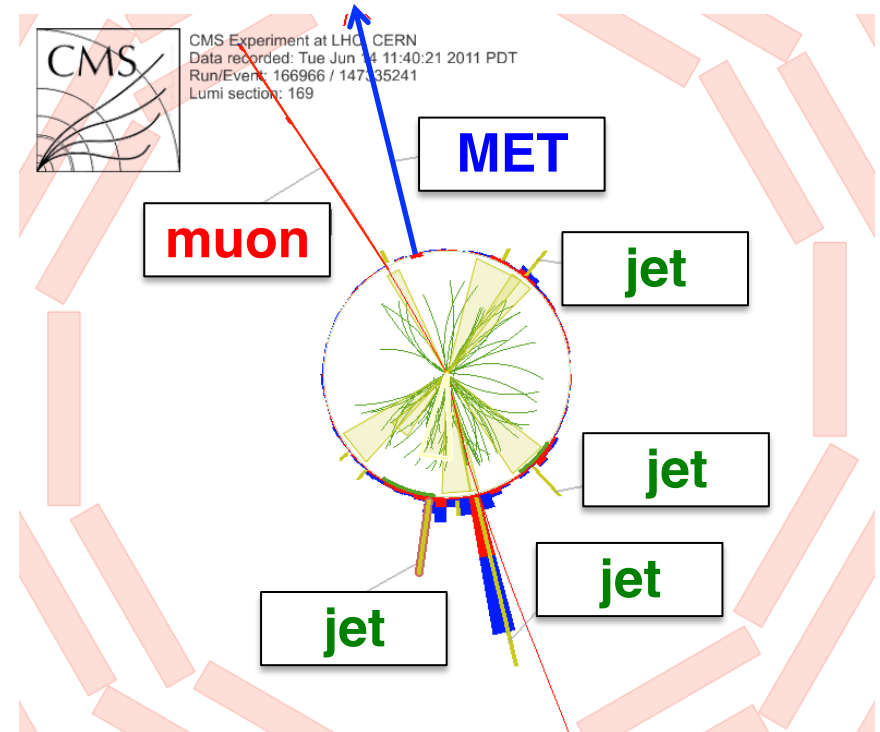 CMS
CMS Experiment at LHC, CERN
Data recorded: Tue Jun 14 11:40:21 2011 PDT
Run/Event: 166966 / 147335241
Lumi section: 169
MET
muon
jet
jet
jet
jet